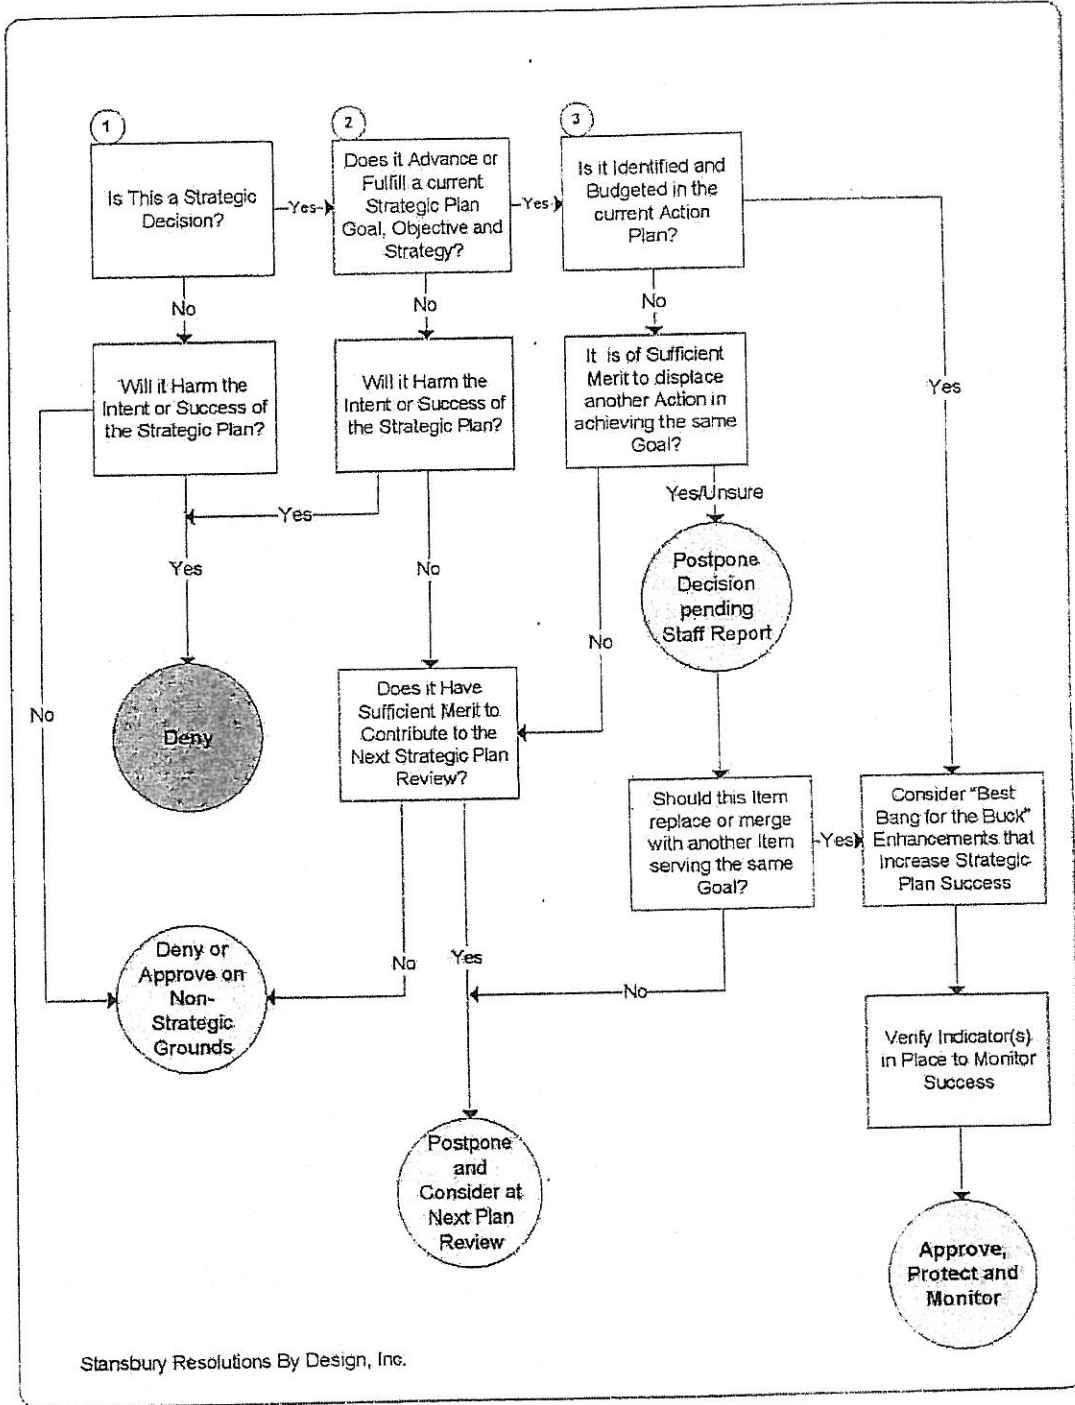 1
Is This a Strategic
Decision?
Yes
2
Does it Advance or
Fulfill a current
Strategic Plan
Goal, Objective and
Strategy?
Yes
3
Is it Identified and
Budgeted in the
current Action
Plan?
No
No
No
Yes
Will it Harm the
Intent or Success of
the Strategic Plan?
Will it Harm the
Intent or Success of
the Strategic Plan?
It is of Sufficient
Merit to displace
another Action in
achieving the same
Goal?
Yes
Yes
No
Yes/Unsure
Postpone
Decision
pending
Staff Report
No
No
Deny
Does it Have
Sufficient Merit to
Contribute to the
Next Strategic Plan
Review?
Should this Item
replace or merge
with another Item
serving the same
Goal?
Yes
Consider "Best
Bang for the Buck"
Enhancements that
Increase Strategic
Plan Success
Deny or
Approve on
Non-
Strategic
Grounds
No
Yes
No
Verify Indicator(s)
in Place to Monitor
Success
Postpone
and
Consider at
Next Plan
Review
Approve,
Protect and
Monitor
Stansbury Resolutions By Design, Inc.